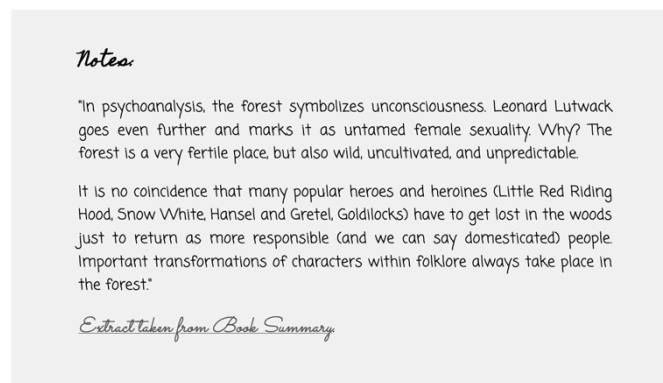 Notes:
"In psychoanalysis, the forest symbolizes unconsciousness. Leonard Lutwack
goes even further and marks it as untamed female sexuality. Why? The
forest is a very fertile place, but also wild, uncultivated, and unpredictable.
It is no coincidence that many popular heroes and heroines (Little Red Riding
Hood, Snow White, Hansel and Gretel, Goldilocks) have to get lost in the woods
just to return as more responsible (and we can say domesticated) people.
Important transformations of characters within folklore always take place in
the forest."
Extract taken from Book Summary.